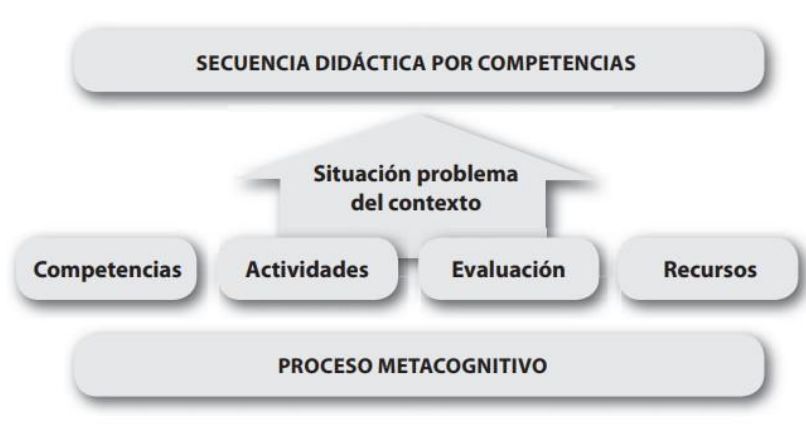 SECUENCIA DIDÁCTICA POR COMPETENCIAS
Situación problema
del contexto
Competencias
Actividades
Evaluación
Recursos
PROCESO METACOGNITIVO